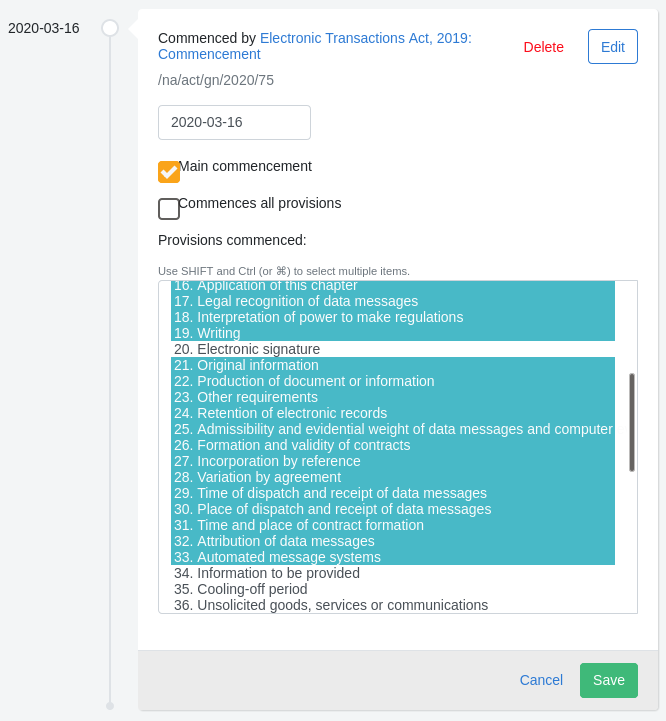 2020-03-16
Commenced by Electronic Transactions Act, 2019:
Commencement
Delete
Edit
/na/act/gn/2020/75
2020-03-16
Main commencement
Commences all provisions
Provisions commenced:
Use SHIFT and Ctrl (or ⌘) to select multiple items.
16. Application of this chapter
17. Legal recognition of data messages
18. Interpretation of power to make regulations
19. Writing
20. Electronic signature
21. Original information
22. Production of document or information
23. Other requirements
24. Retention of electronic records
25. Admissibility and evidential weight of data messages and computer
26. Formation and validity of contracts
27. Incorporation by reference
28. Variation by agreement
29. Time of dispatch and receipt of data messages
30. Place of dispatch and receipt of data messages
31. Time and place of contract formation
32. Attribution of data messages
33. Automated message systems
34. Information to be provided
35. Cooling-off period
36. Unsolicited goods, services or communications
Cancel
Save